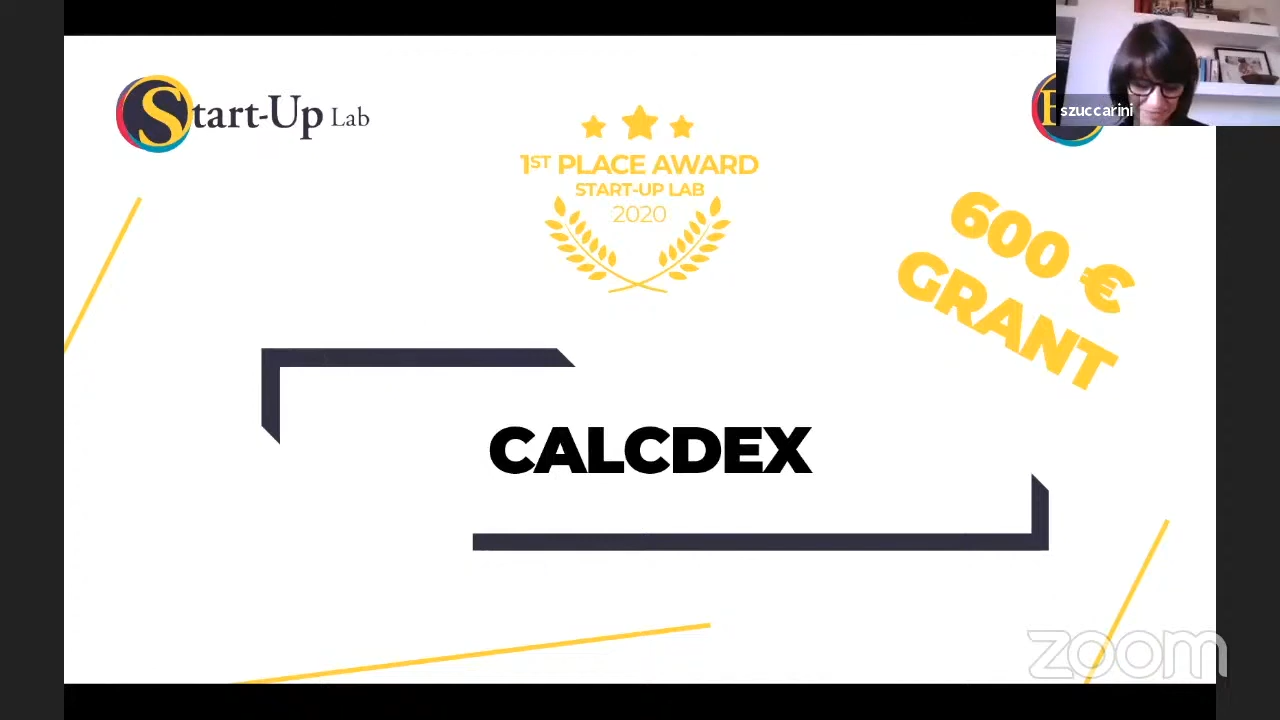 Start-Up Lab
szuccarini
1ST PLACE AWARD
START-UP LAB
2020
600 €
GRANT
CALCDEX
zoom